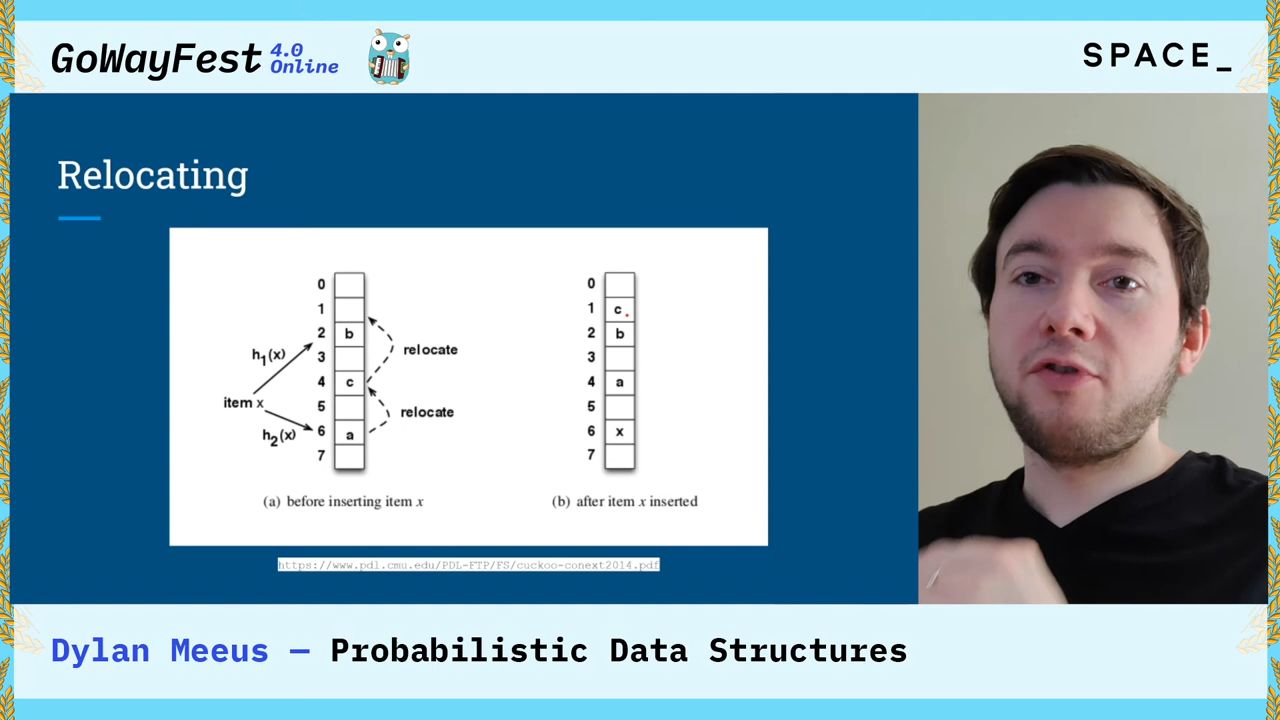 GoWayFest 4.0 Online
SPACE_
Relocating
0
1
2 b
3
4 c
5
6 a
7
h1(x)
item x
h2(x)
relocate
relocate
(a) before inserting item x
0
1 c
2 b
3
4 a
5
6 x
7
(b) after item x inserted
https://www.pdl.cmu.edu/PDL-FTP/FS/cuckoo-conext2014.pdf
Dylan Meeus — Probabilistic Data Structures